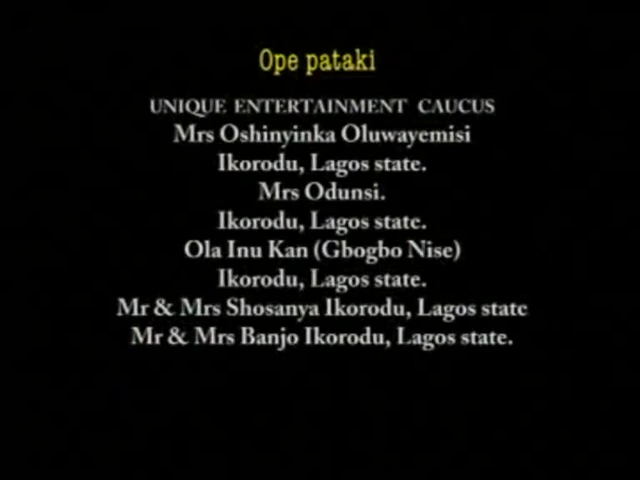 Ope pataki
UNIQUE ENTERTAINMENT CAUCUS
Mrs Oshinyinka Oluwayemisi
Ikorodu, Lagos state.
Mrs Odunsi.
Ikorodu, Lagos state.
Ola Inu Kan (Gbogbo Nise)
Ikorodu, Lagos state.
Mr & Mrs Shosanya Ikorodu, Lagos state
Mr & Mrs Banjo Ikorodu, Lagos state.